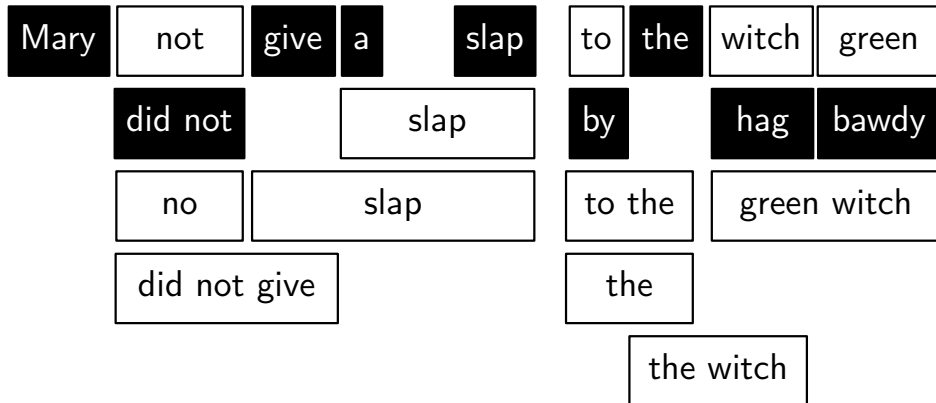 Mary not give a slap to the witch green
did not slap by hag bawdy
no slap to the green witch
did not give the
the witch